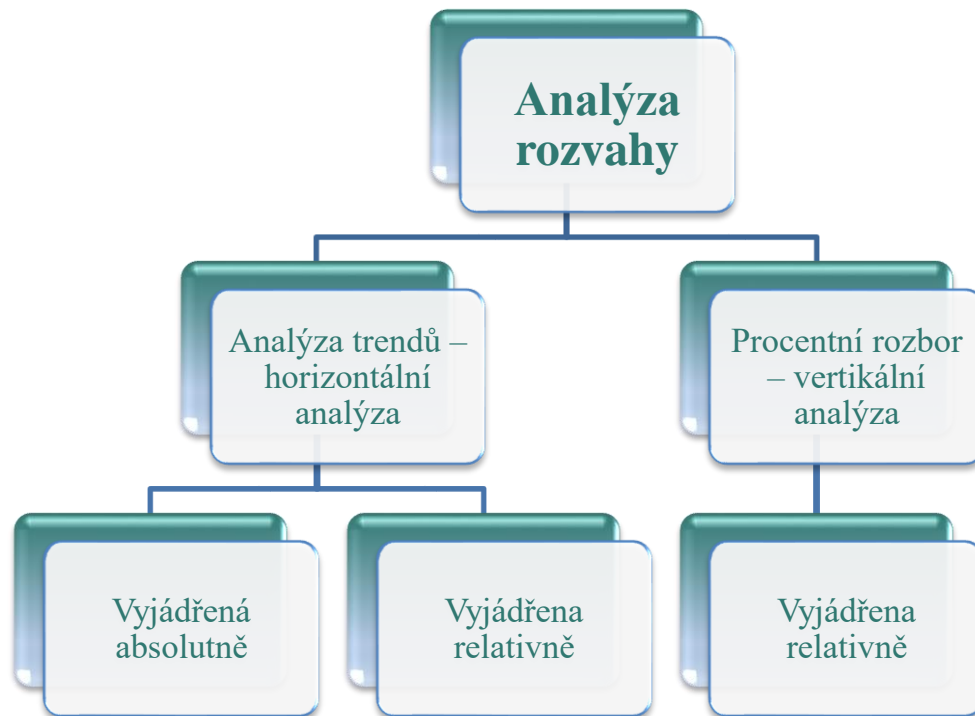 Analýza
rozvahy
Analýza trendů –
horizontální
analýza
Procentní rozbor
– vertikální
analýza
Vyjádřená
absolutně
Vyjádřena
relativně
Vyjádřena
relativně